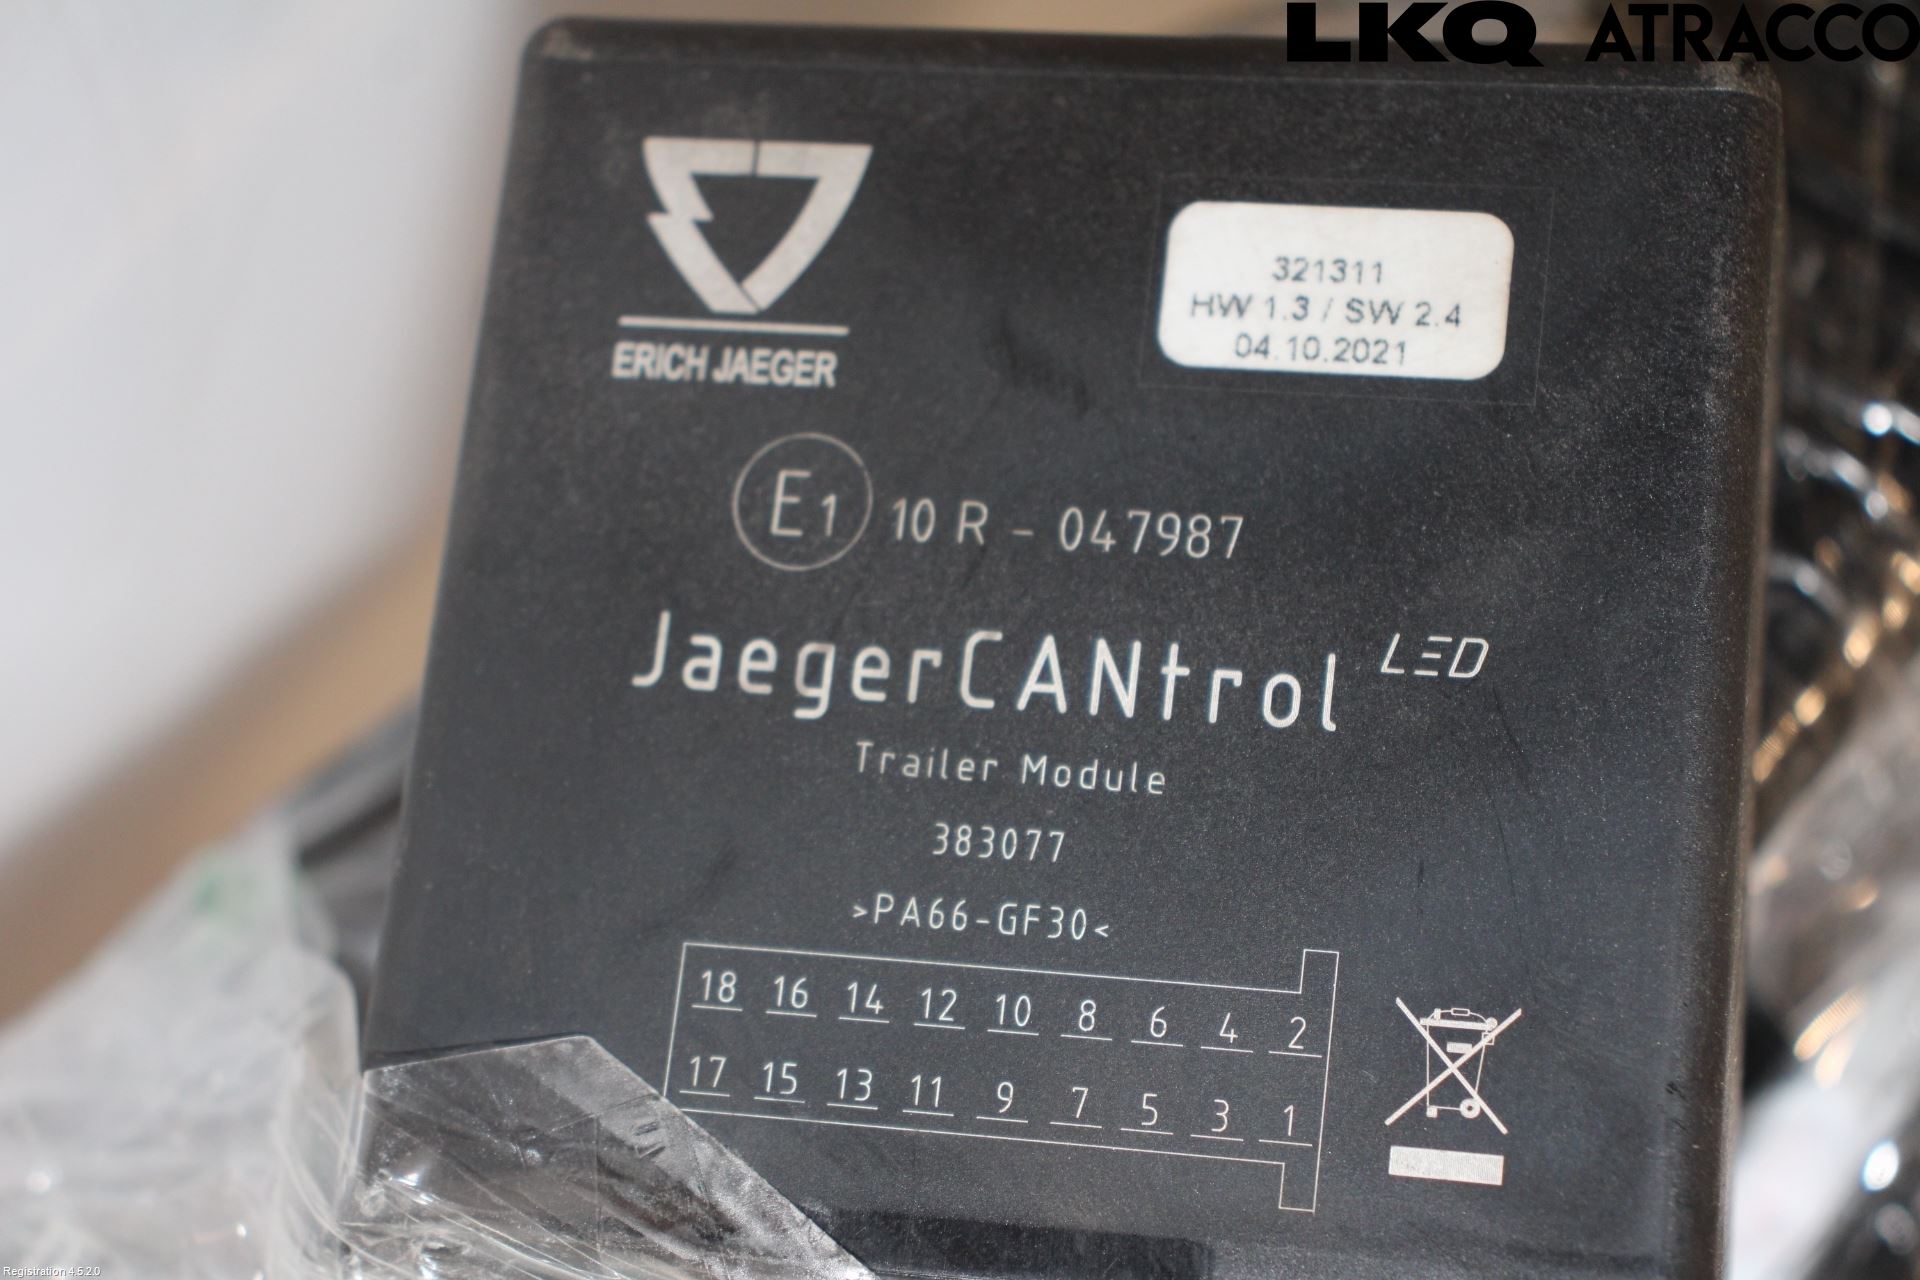 LKQ ATRACCO
ERICH JAEGER
321311
HW 1.3 / SW 2.4
04.10.2021
E1 10 R - 047987
JaegerCANtrol LED
Trailer Module
383077
>PA66-GF30<
18 16 14 12 10 8 6 4 2
17 15 13 11 9 7 5 3 1
Registration 4.5.2.0